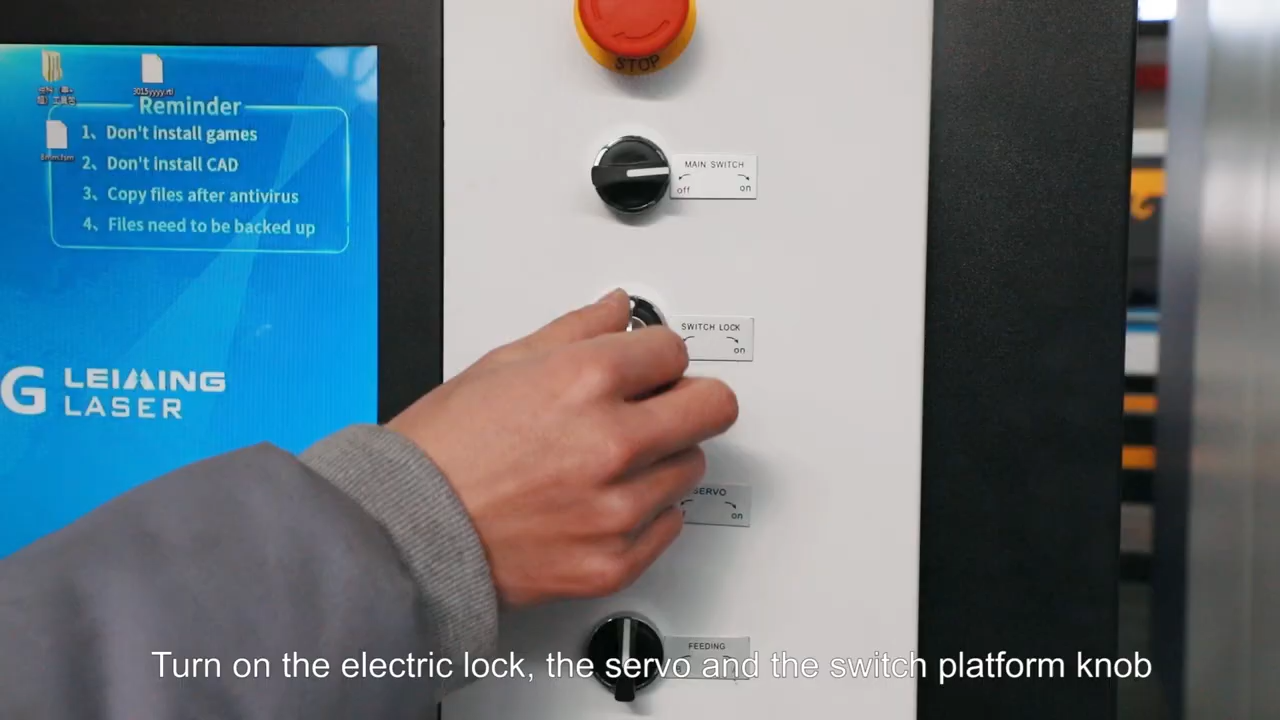 STOP
3015yyyy.nti
Reminder
1、Don't install games
2、Don't install CAD
3、Copy files after antivirus
4、Files need to be backed up
G LEIMING
LASER
MAIN SWITCH
off on
SWITCH LOCK
on
SERVO
on
FEEDING
Turn on the electric lock, the servo and the switch platform knob